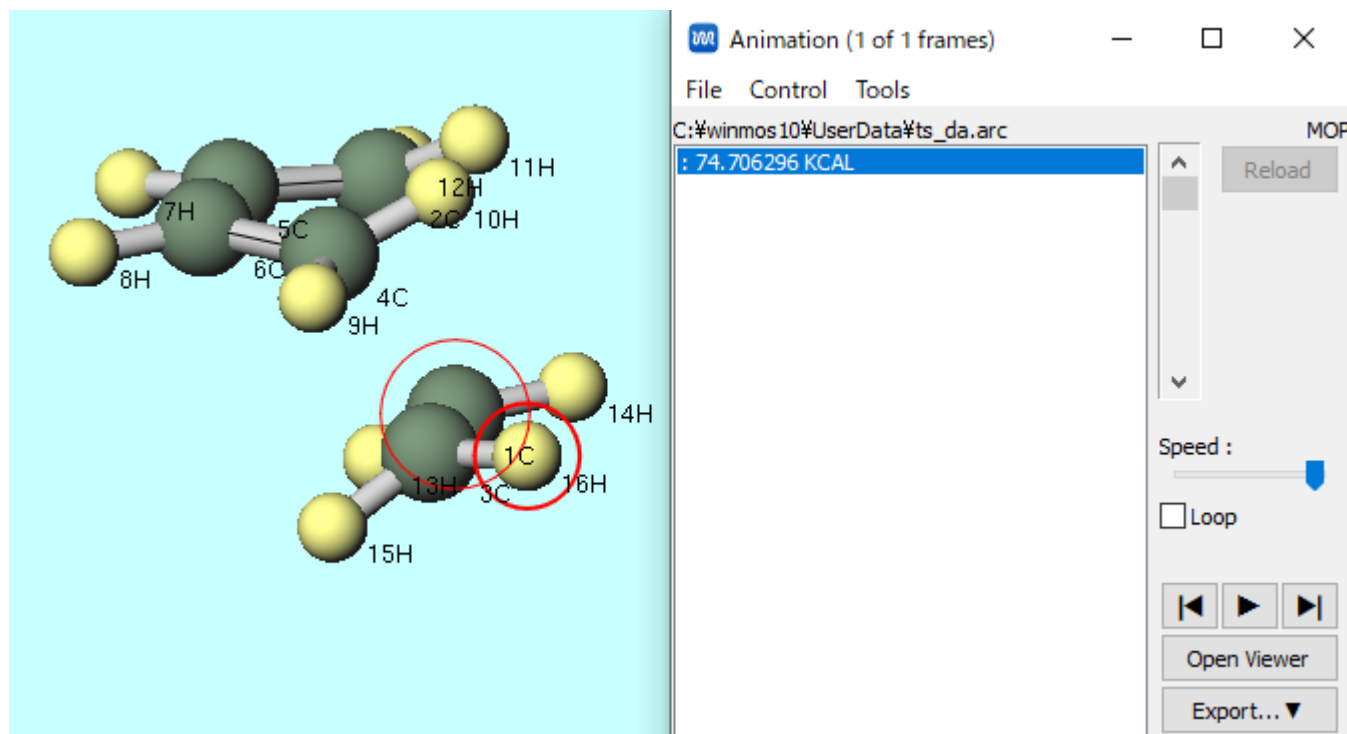 Animation (1 of 1 frames)
File Control Tools
C:¥winmos10¥UserData¥ts_da.arc
MOP
: 74.706296 KCAL
Reload
Speed :
Loop
Open Viewer
Export...▼
11H
12H
2C
10H
7H
5C
8H
6C
4C
9H
14H
1C
13H
3C
16H
15H